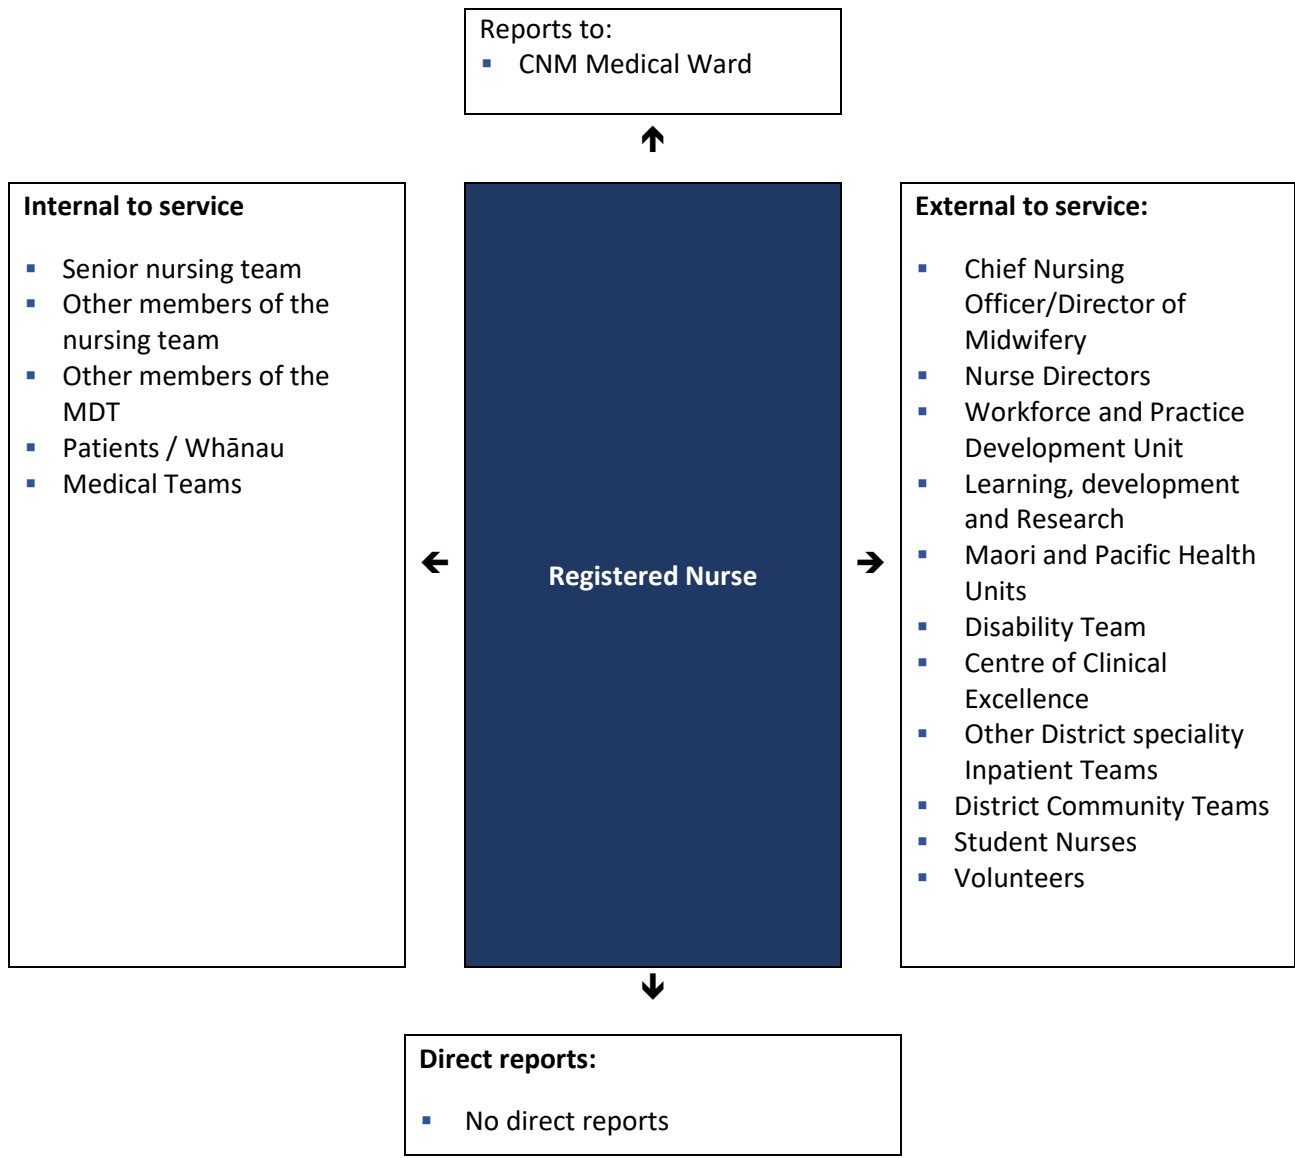 Reports to:
▪ CNM Medical Ward
🡱
Internal to service
▪ Senior nursing team
▪ Other members of the
nursing team
▪ Other members of the
MDT
▪ Patients / Whānau
▪ Medical Teams
🡰
Registered Nurse
🡲
External to service:
▪ Chief Nursing
Officer/Director of
Midwifery
▪ Nurse Directors
▪ Workforce and Practice
Development Unit
▪ Learning, development
and Research
▪ Maori and Pacific Health
Units
▪ Disability Team
▪ Centre of Clinical
Excellence
▪ Other District speciality
Inpatient Teams
▪ District Community Teams
▪ Student Nurses
▪ Volunteers
🡳
Direct reports:
▪ No direct reports